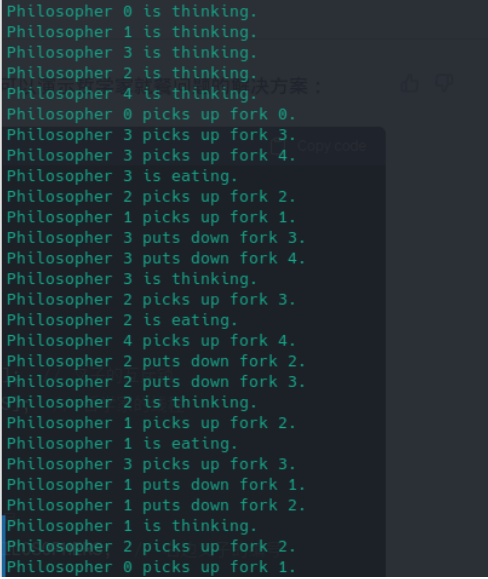 Philosopher 0 is thinking.
Philosopher 1 is thinking.
Philosopher 3 is thinking.
Philosopher 2 is thinking.
解决方案：
Philosopher 4 is thinking.
Philosopher 0 picks up fork 0.
Philosopher 3 picks up fork 3.
Copy code
Philosopher 3 picks up fork 4.
Philosopher 3 is eating.
Philosopher 2 picks up fork 2.
Philosopher 1 picks up fork 1.
Philosopher 3 puts down fork 3.
Philosopher 3 puts down fork 4.
Philosopher 3 is thinking.
Philosopher 2 picks up fork 3.
Philosopher 2 is eating.
Philosopher 4 picks up fork 4.
Philosopher 2 puts down fork 2.
Philosopher 2 puts down fork 3.
Philosopher 2 is thinking.
Philosopher 1 picks up fork 2.
Philosopher 1 is eating.
Philosopher 3 picks up fork 3.
Philosopher 1 puts down fork 1.
Philosopher 1 puts down fork 2.
Philosopher 1 is thinking.
Philosopher 2 picks up fork 2.
Philosopher 0 picks up fork 1.